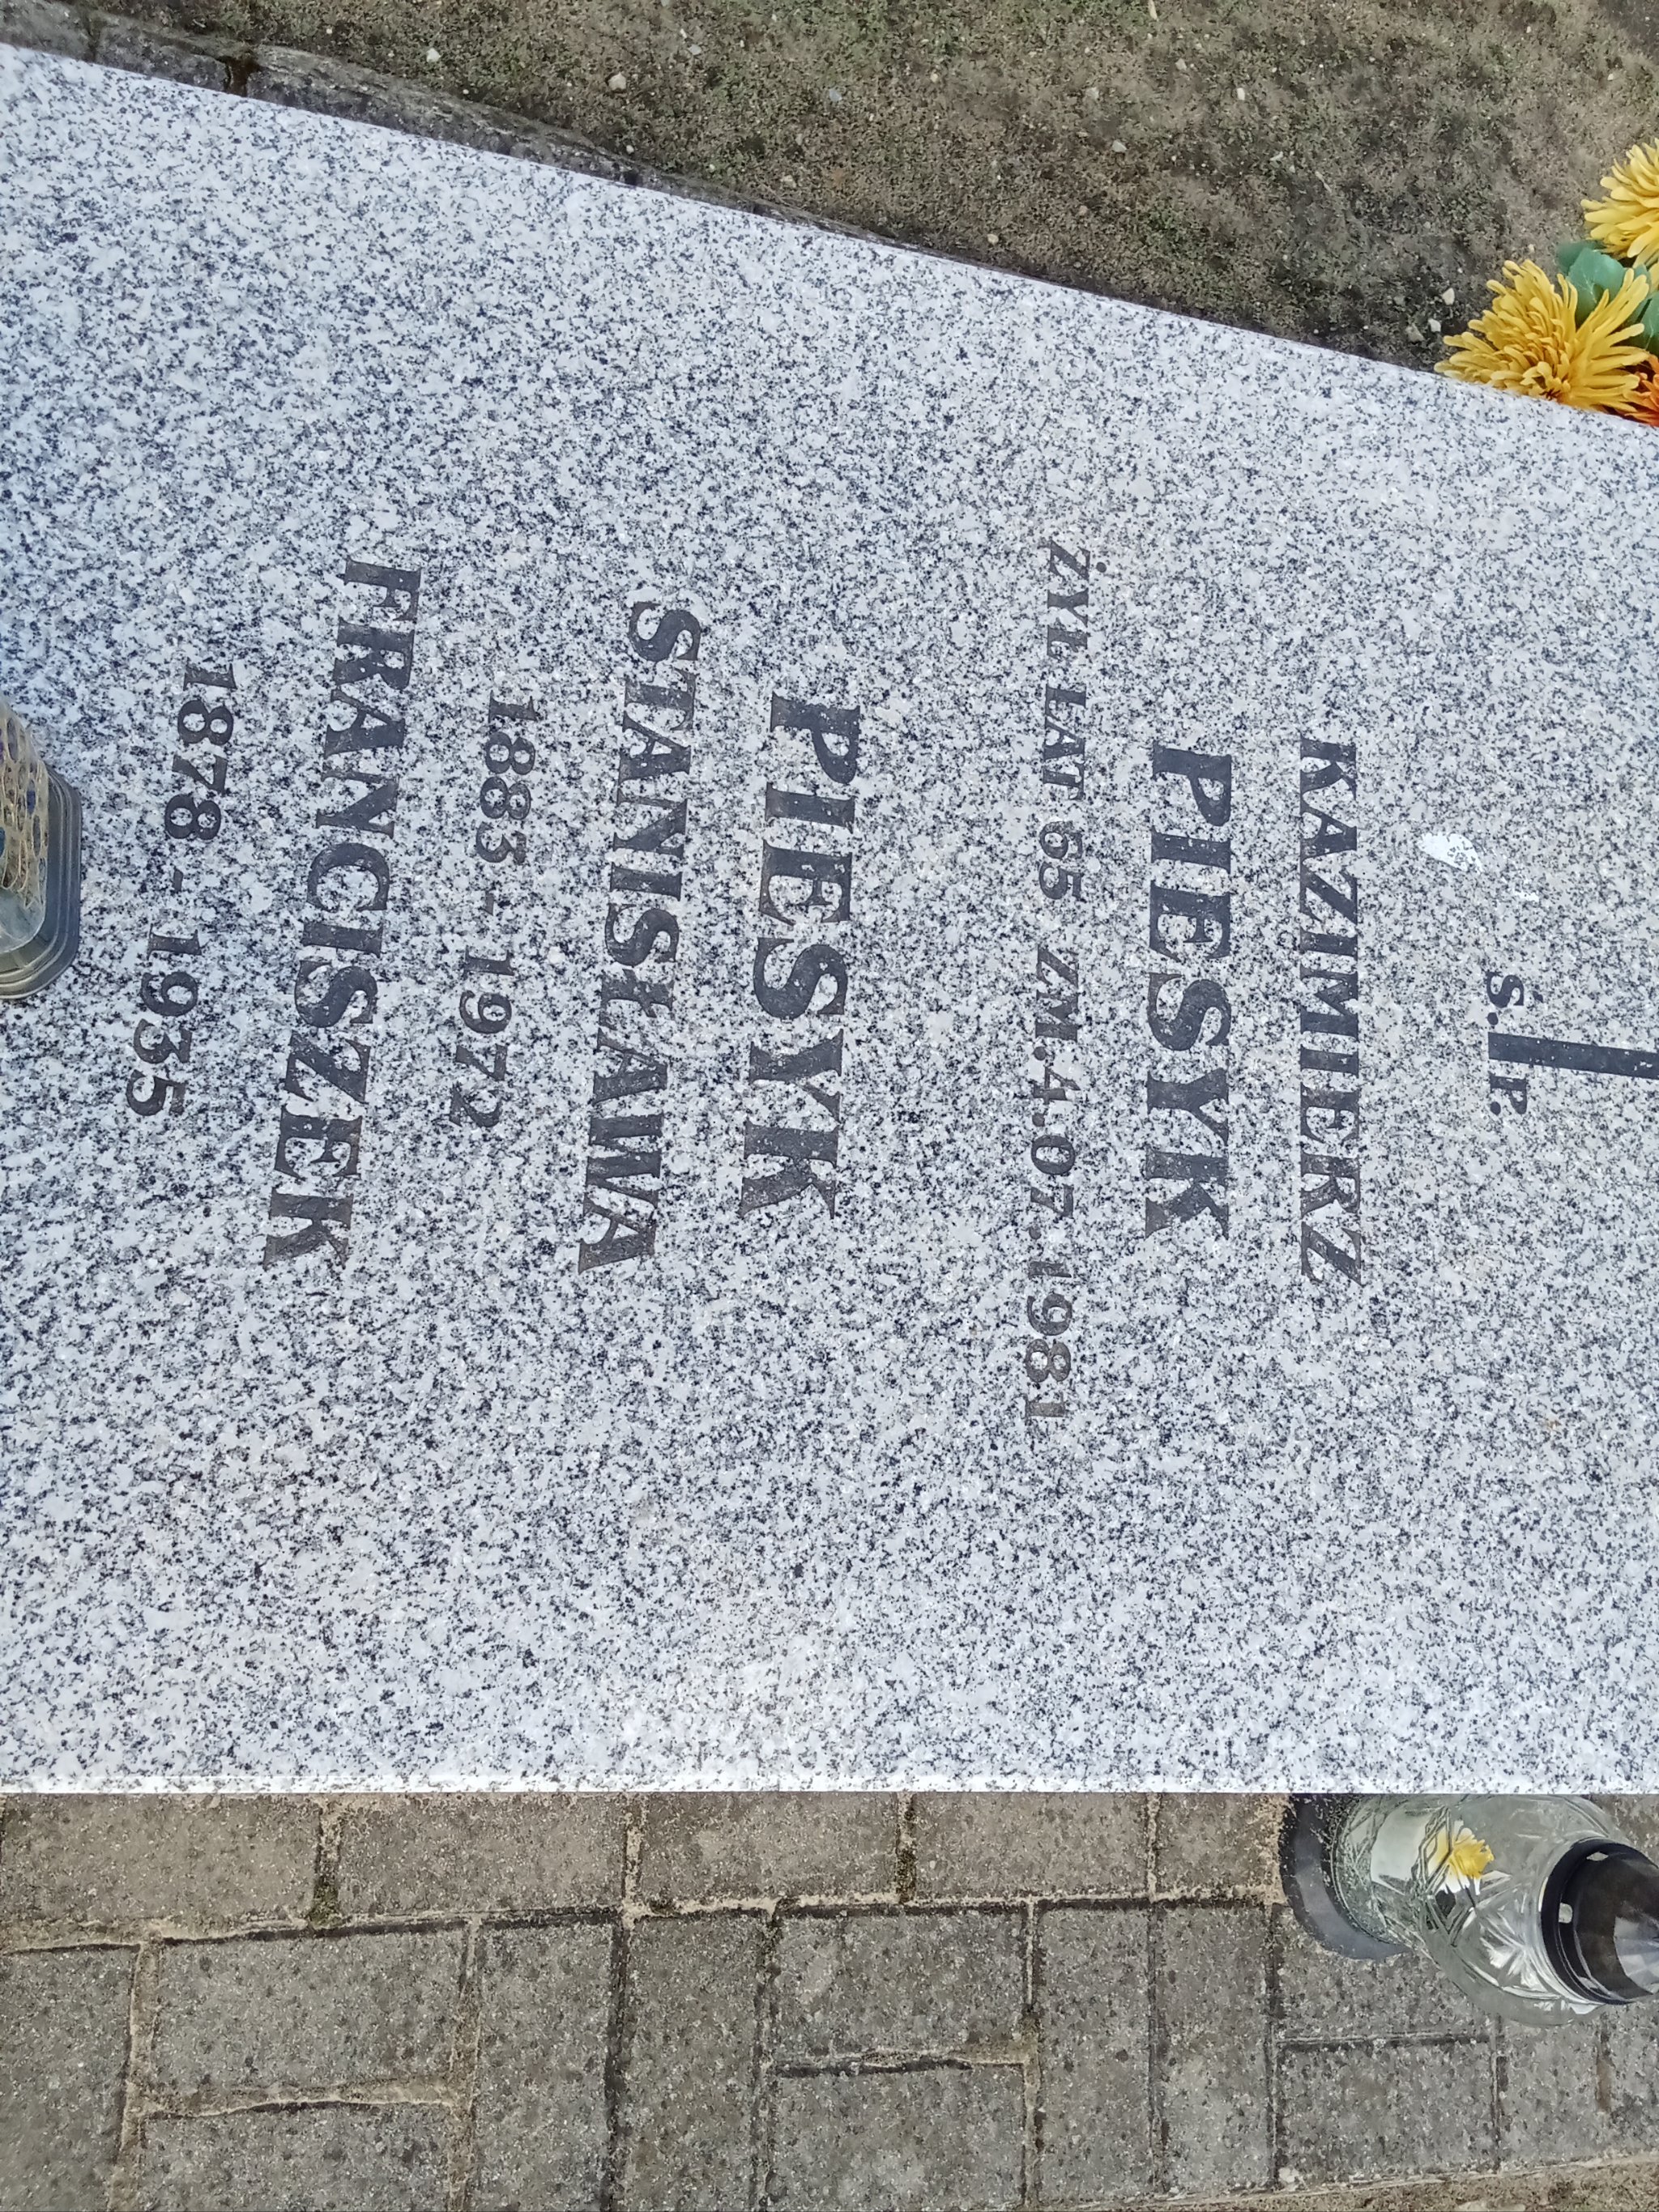 Ś. P.
KAZIMIERZ
PIESYK
ŻYŁ LAT 65 ZM.4.07.1981
PIESYK
STANISŁAWA
1883 - 1972
FRANCISZEK
1878 - 1935